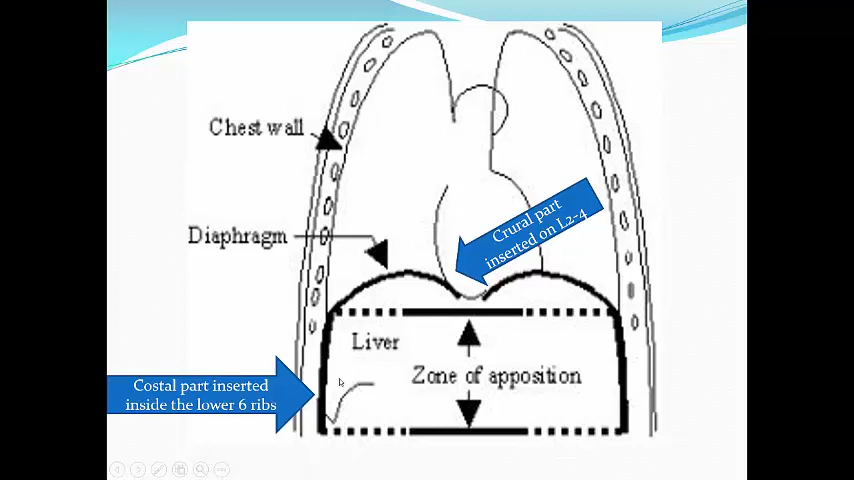 Chest wall
Crural part
inserted on L2-4
Diaphragm
Liver
Zone of apposition
Costal part inserted
inside the lower 6 ribs